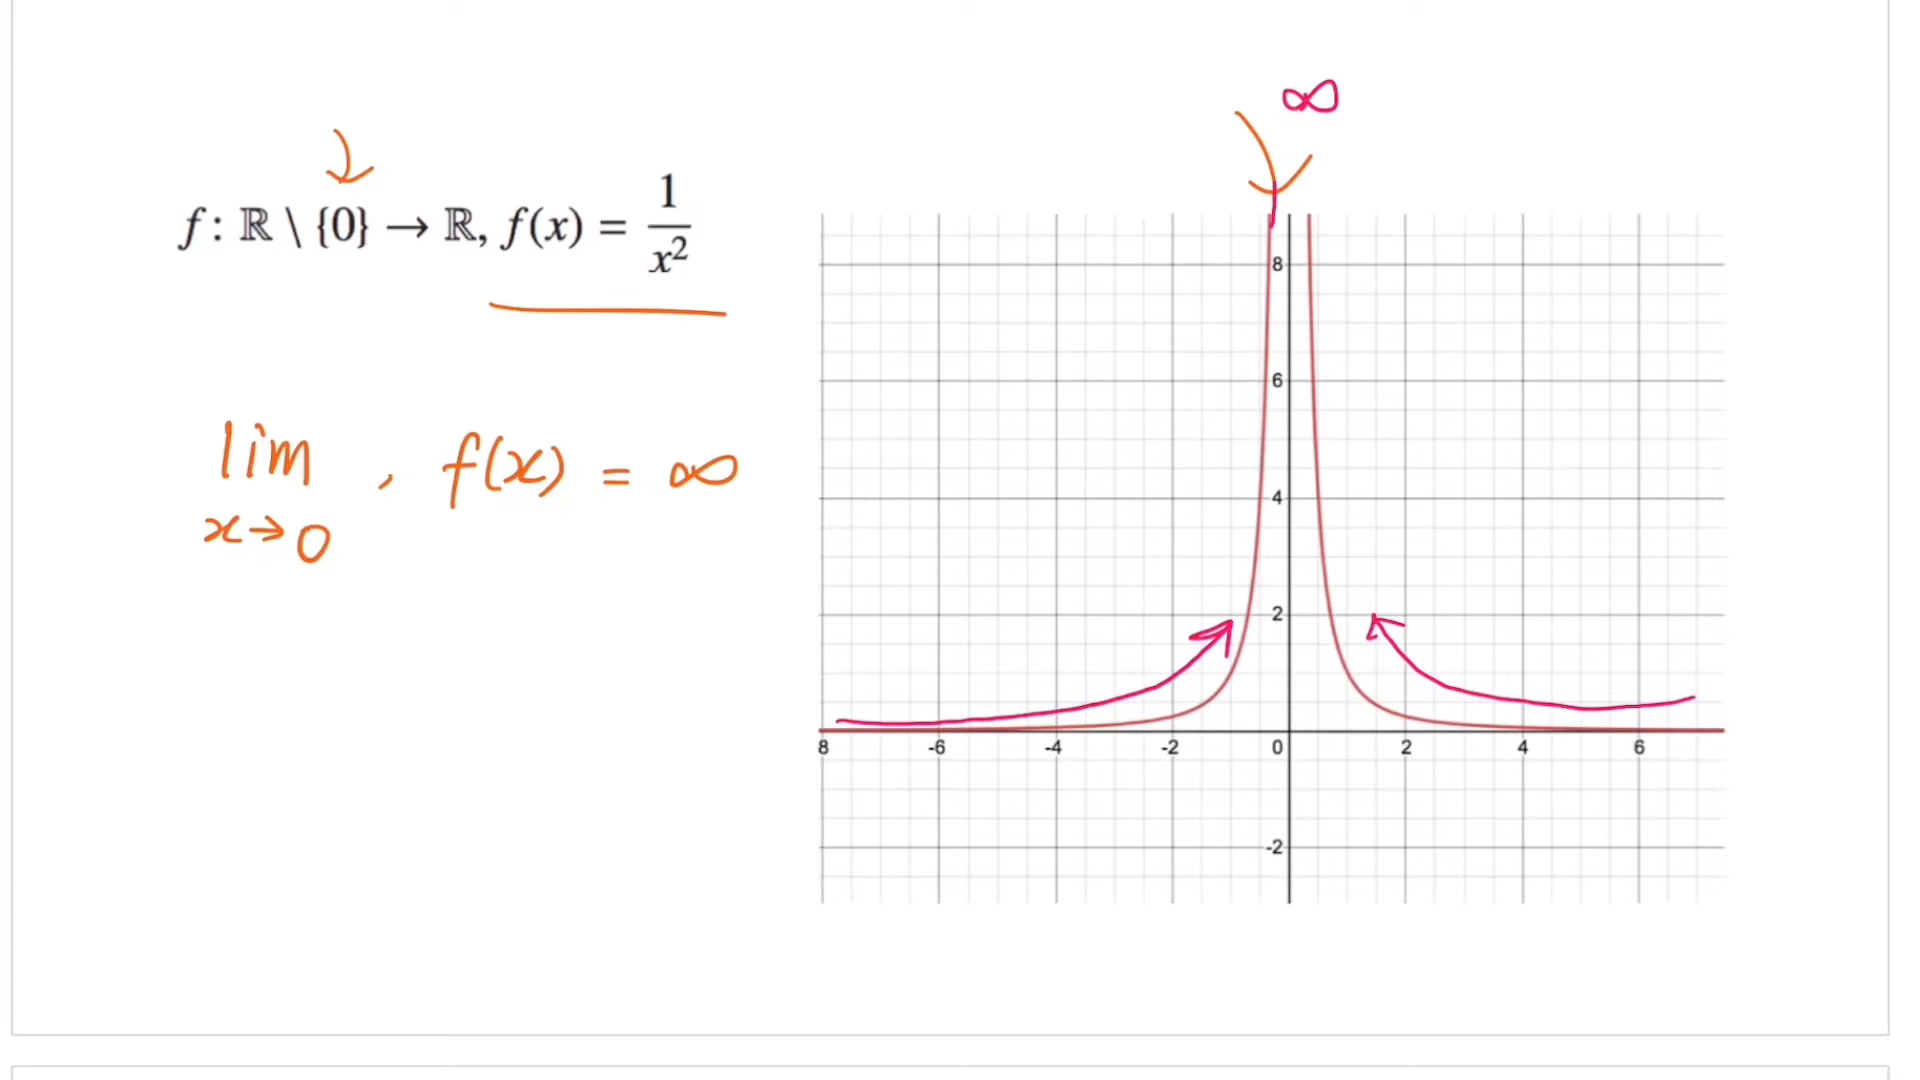 ∞
f: ℝ \ {0} → ℝ, f(x) = 1/x²
lim , f(x) = ∞
x→0
8
6
4
2
8 -6 -4 -2 0 2 4 6
-2